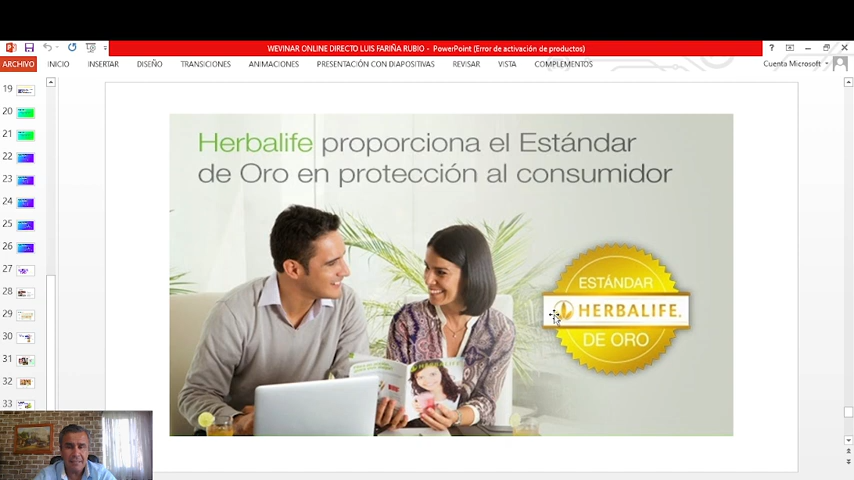 WEVINAR ONLINE DIRECTO LUIS FARIÑA RUBIO - PowerPoint (Error de activación de productos)
ARCHIVO INICIO INSERTAR DISEÑO TRANSICIONES ANIMACIONES PRESENTACIÓN CON DIAPOSITIVAS REVISAR VISTA COMPLEMENTOS Cuenta Microsoft
19
20
21
22
23
24
25
26
27
28
29
30
31
32
33
Herbalife proporciona el Estándar
de Oro en protección al consumidor
ESTÁNDAR
HERBALIFE.
DE ORO
HERBALIFE